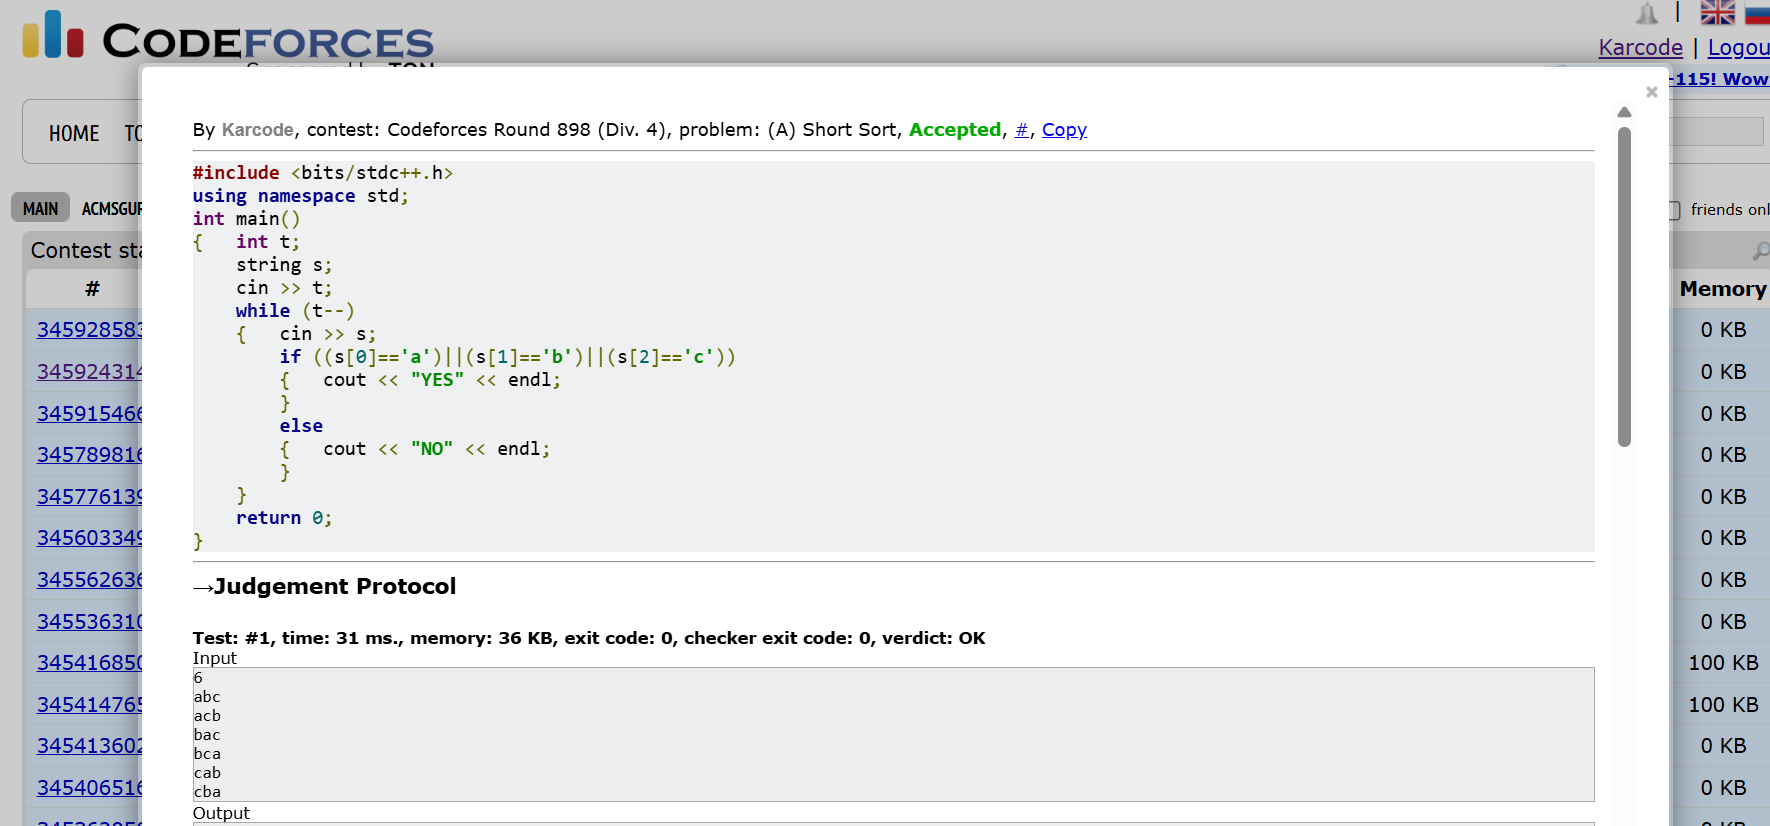 CODEFORCES
Karcode | Logou
-115! Wow
HOME
MAIN ACMSGUR
friends onl
Contest sta
#
Memory
345928583 0 KB
345924314 0 KB
345915466 0 KB
345789816 0 KB
345776139 0 KB
345603349 0 KB
345562636 0 KB
345536310 0 KB
345416850 100 KB
345414765 100 KB
345413602 0 KB
345406516 0 KB
By Karcode, contest: Codeforces Round 898 (Div. 4), problem: (A) Short Sort, Accepted, #, Copy
#include <bits/stdc++.h>
using namespace std;
int main()
{   int t;
    string s;
    cin >> t;
    while (t--)
    {   cin >> s;
        if ((s[0]=='a')||(s[1]=='b')||(s[2]=='c'))
        {   cout << "YES" << endl;
        }
        else
        {   cout << "NO" << endl;
        }
    }
    return 0;
}
→Judgement Protocol
Test: #1, time: 31 ms., memory: 36 KB, exit code: 0, checker exit code: 0, verdict: OK
Input
6
abc
acb
bac
bca
cab
cba
Output